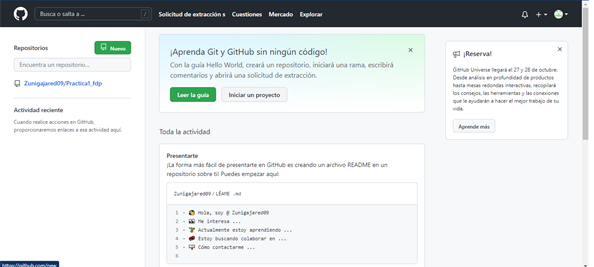 Busca o salta a ...
/
Solicitud de extracción s
Cuestiones
Mercado
Explorar
Repositorios
Nuevo
Encuentra un repositorio...
Zunigajared09/Practica1_fdp
Actividad reciente
Cuando realice acciones en GitHub,
proporcionaremos enlaces a esa actividad aquí.
¡Aprenda Git y GitHub sin ningún código!
Con la guía Hello World, creará un repositorio, iniciará una rama, escribirá
comentarios y abrirá una solicitud de extracción.
Leer la guía
Iniciar un proyecto
Toda la actividad
Presentarte
¡La forma más fácil de presentarte en GitHub es creando un archivo README en un
repositorio sobre ti! Puedes empezar aquí:
Zunigajared09 / LÉAME .md
1 - Hola, soy @ Zunigajared09
2 - Me interesa ...
3 - Actualmente estoy aprendiendo ...
4 - Estoy buscando colaborar en ...
5 - Cómo contactarme ...
6
¡Reserva!
GitHub Universe llegará el 27 y 28 de octubre.
Desde análisis en profundidad de productos
hasta mesas redondas interactivas, recopilará
los consejos, las herramientas y las conexiones
que le ayudarán a hacer el mejor trabajo de su
vida.
Aprende más
https://github.com/new